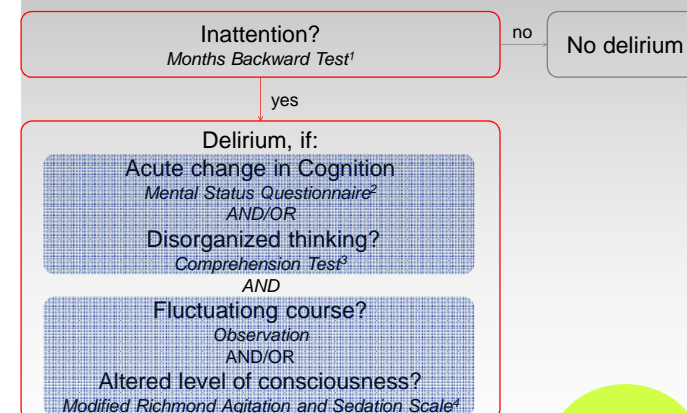 Inattention?
Months Backward Test¹
no
No delirium
yes
Delirium, if:
Acute change in Cognition
Mental Status Questionnaire²
AND/OR
Disorganized thinking?
Comprehension Test³
AND
Fluctuationg course?
Observation
AND/OR
Altered level of consciousness?
Modified Richmond Agitation and Sedation Scale⁴